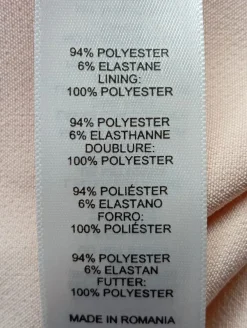 94% POLYESTER
6% ELASTANE
LINING:
100% POLYESTER
94% POLYESTER
6% ELASTHANNE
DOUBLURE:
100% POLYESTER
94% POLIÉSTER
6% ELASTANO
FORRO:
100% POLIÉSTER
94% POLYESTER
6% ELASTAN
FUTTER:
100% POLYESTER
MADE IN ROMANIA